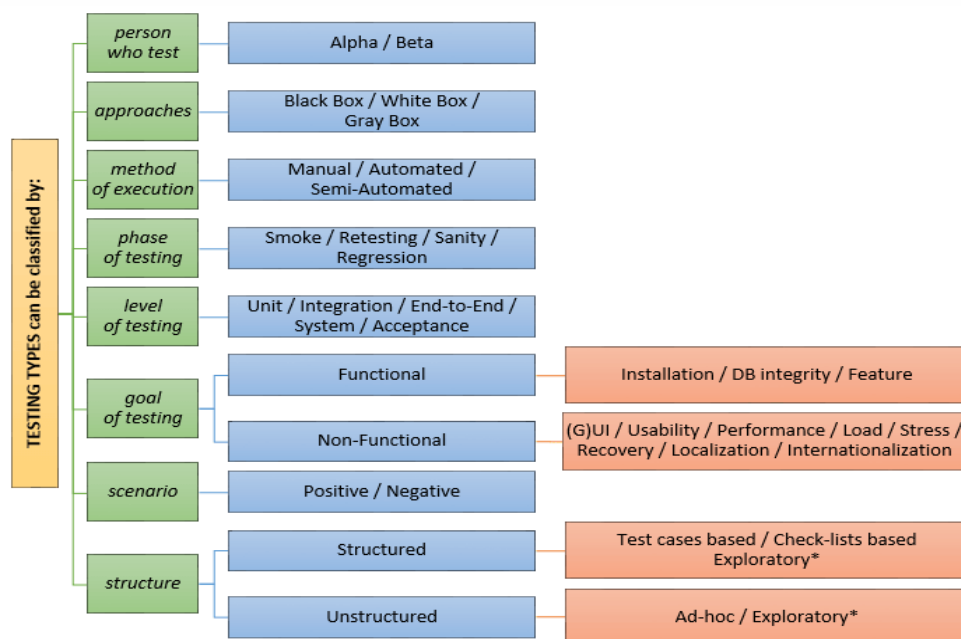 TESTING TYPES can be classified by:
person
who test
Alpha / Beta
approaches
Black Box / White Box /
Gray Box
method
of execution
Manual / Automated /
Semi-Automated
phase
of testing
Smoke / Retesting / Sanity /
Regression
level
of testing
Unit / Integration / End-to-End /
System / Acceptance
goal
of testing
Functional
Installation / DB integrity / Feature
Non-Functional
(G)UI / Usability / Performance / Load / Stress /
Recovery / Localization / Internationalization
scenario
Positive / Negative
structure
Structured
Test cases based / Check-lists based
Exploratory*
Unstructured
Ad-hoc / Exploratory*